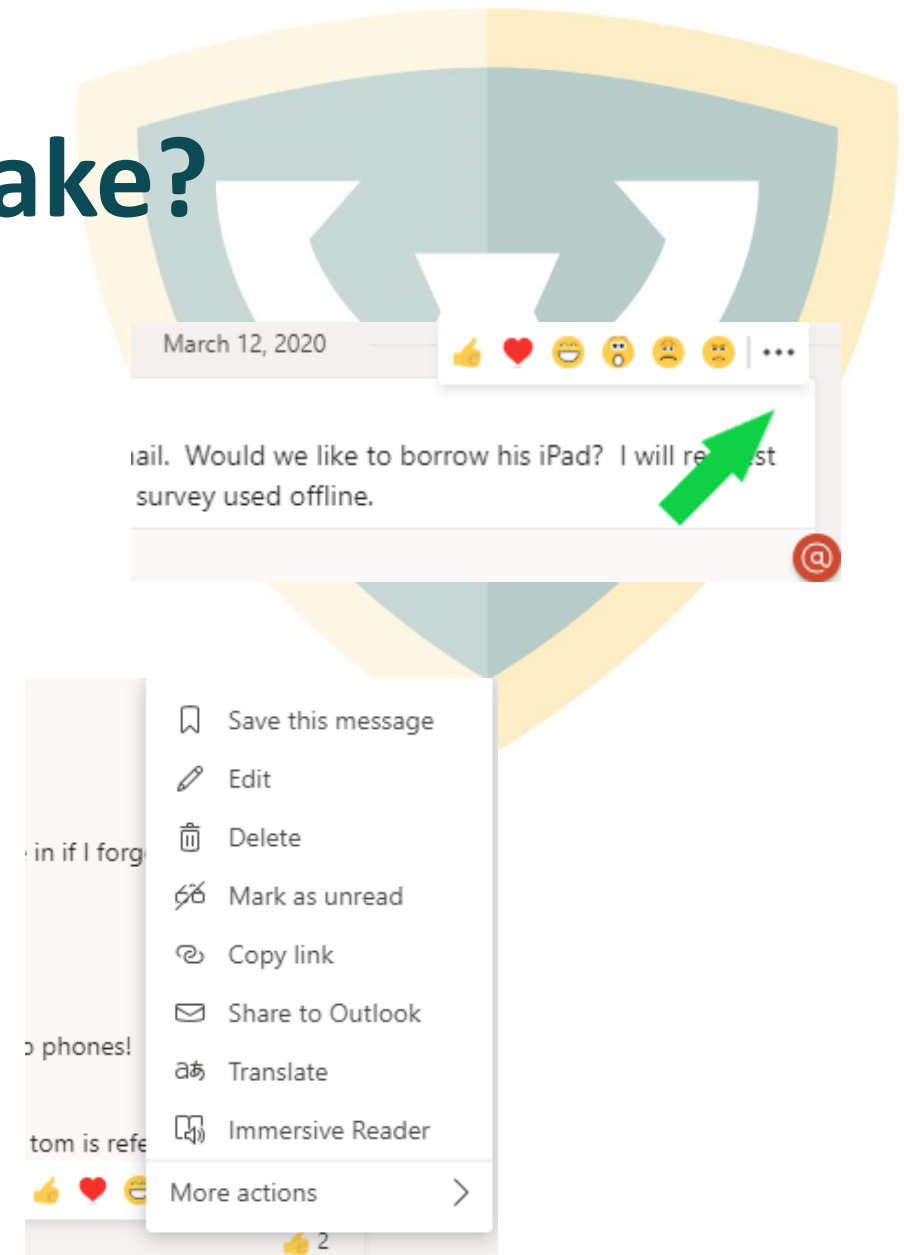 ake?
March 12, 2020
ail. Would we like to borrow his iPad? I will re st
survey used offline.
@
Save this message
Edit
in if I forg
Delete
Mark as unread
Copy link
Share to Outlook
o phones!
aあ Translate
Immersive Reader
tom is refe
More actions
2